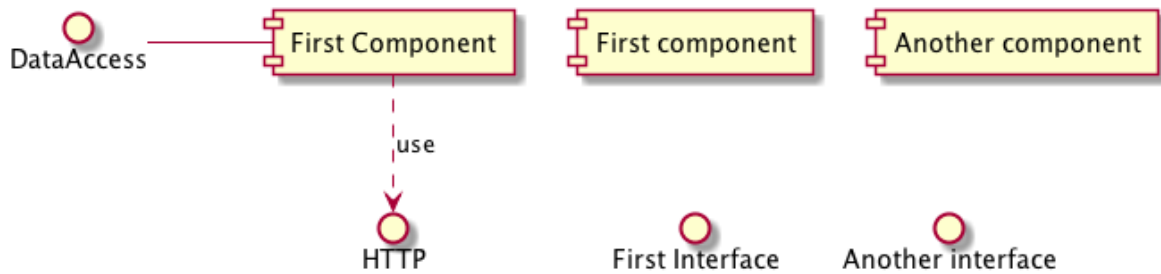 DataAccess
First Component
First component
Another component
use
HTTP
First Interface
Another interface